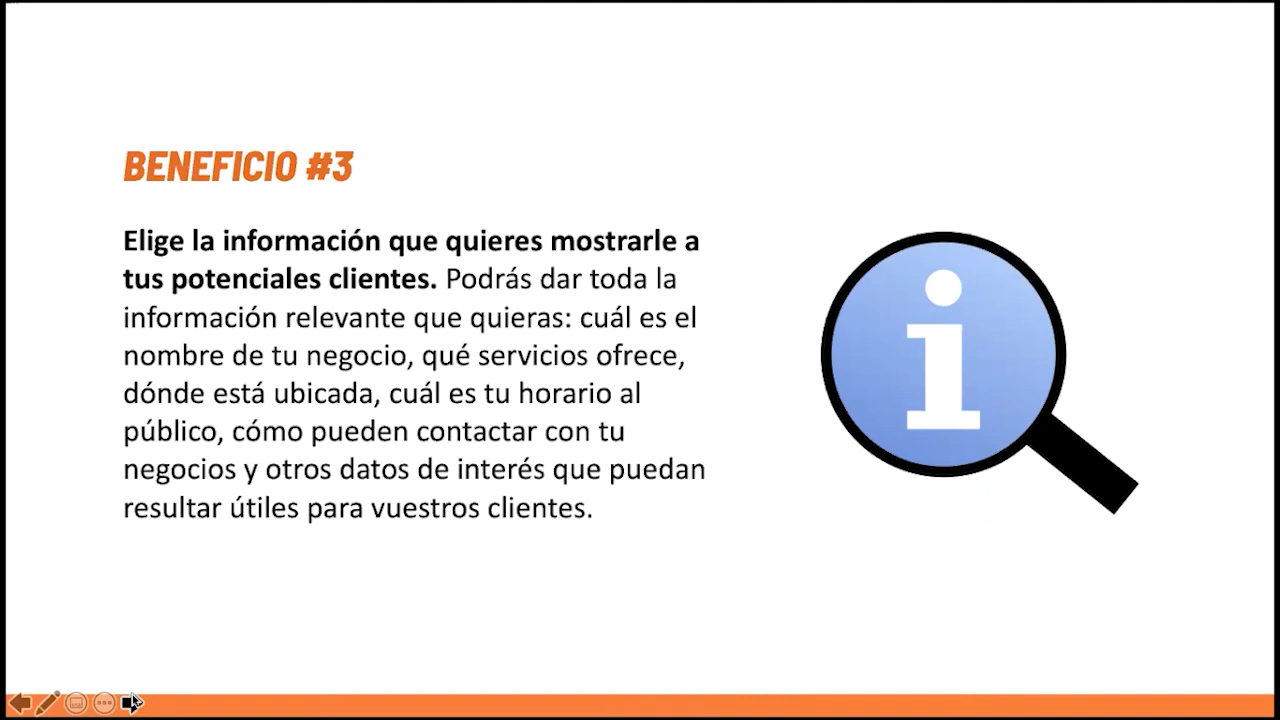 BENEFICIO #3
Elige la información que quieres mostrarle a
tus potenciales clientes. Podrás dar toda la
información relevante que quieras: cuál es el
nombre de tu negocio, qué servicios ofrece,
dónde está ubicada, cuál es tu horario al
público, cómo pueden contactar con tu
negocios y otros datos de interés que puedan
resultar útiles para vuestros clientes.
i